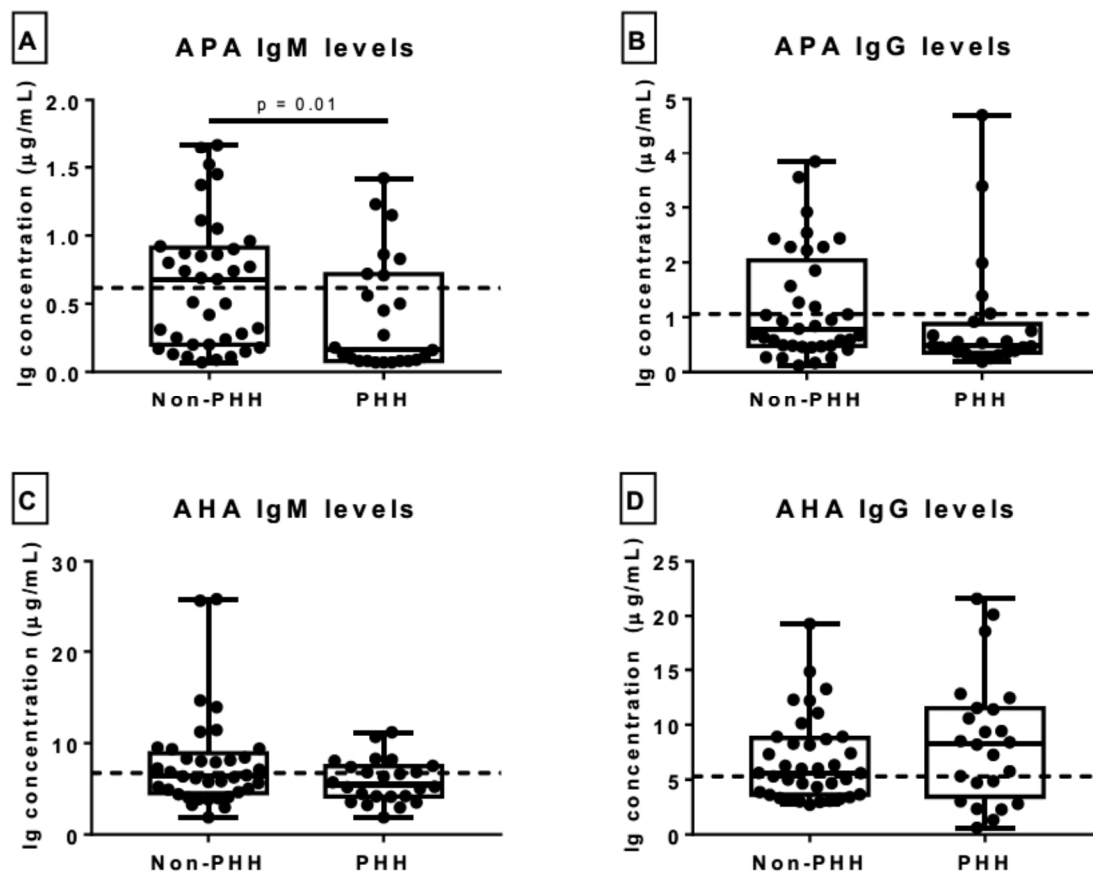 A
APA IgM levels
Ig concentration (µg/mL)
2.0
1.5
1.0
0.5
0.0
p = 0.01
Non-PHH
PHH
B
APA IgG levels
Ig concentration (µg/mL)
5
4
3
2
1
0
Non-PHH
PHH
C
AHA IgM levels
Ig concentration (µg/mL)
30
20
10
0
Non-PHH
PHH
D
AHA IgG levels
Ig concentration (µg/mL)
25
20
15
10
5
0
Non-PHH
PHH